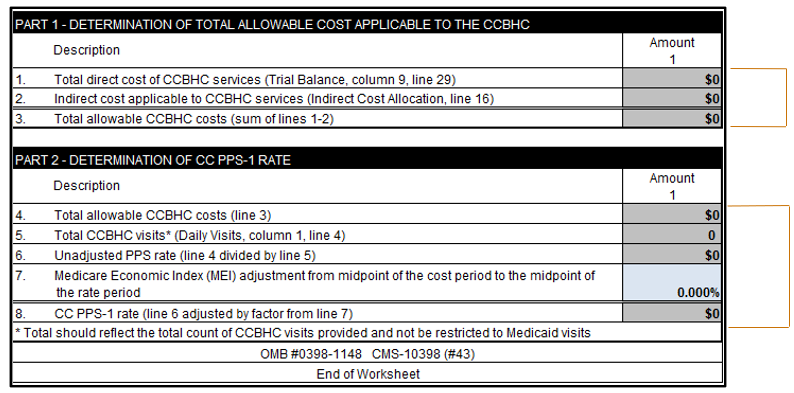 PART 1 - DETERMINATION OF TOTAL ALLOWABLE COST APPLICABLE TO THE CCBHC
Description Amount
1
1. Total direct cost of CCBHC services (Trial Balance, column 9, line 29) $0
2. Indirect cost applicable to CCBHC services (Indirect Cost Allocation, line 16) $0
3. Total allowable CCBHC costs (sum of lines 1-2) $0
PART 2 - DETERMINATION OF CC PPS-1 RATE
Description Amount
1
4. Total allowable CCBHC costs (line 3) $0
5. Total CCBHC visits* (Daily Visits, column 1, line 4) 0
6. Unadjusted PPS rate (line 4 divided by line 5) $0
7. Medicare Economic Index (MEI) adjustment from midpoint of the cost period to the midpoint of
the rate period 0.000%
8. CC PPS-1 rate (line 6 adjusted by factor from line 7) $0
* Total should reflect the total count of CCBHC visits provided and not be restricted to Medicaid visits
OMB #0398-1148 CMS-10398 (#43)
End of Worksheet